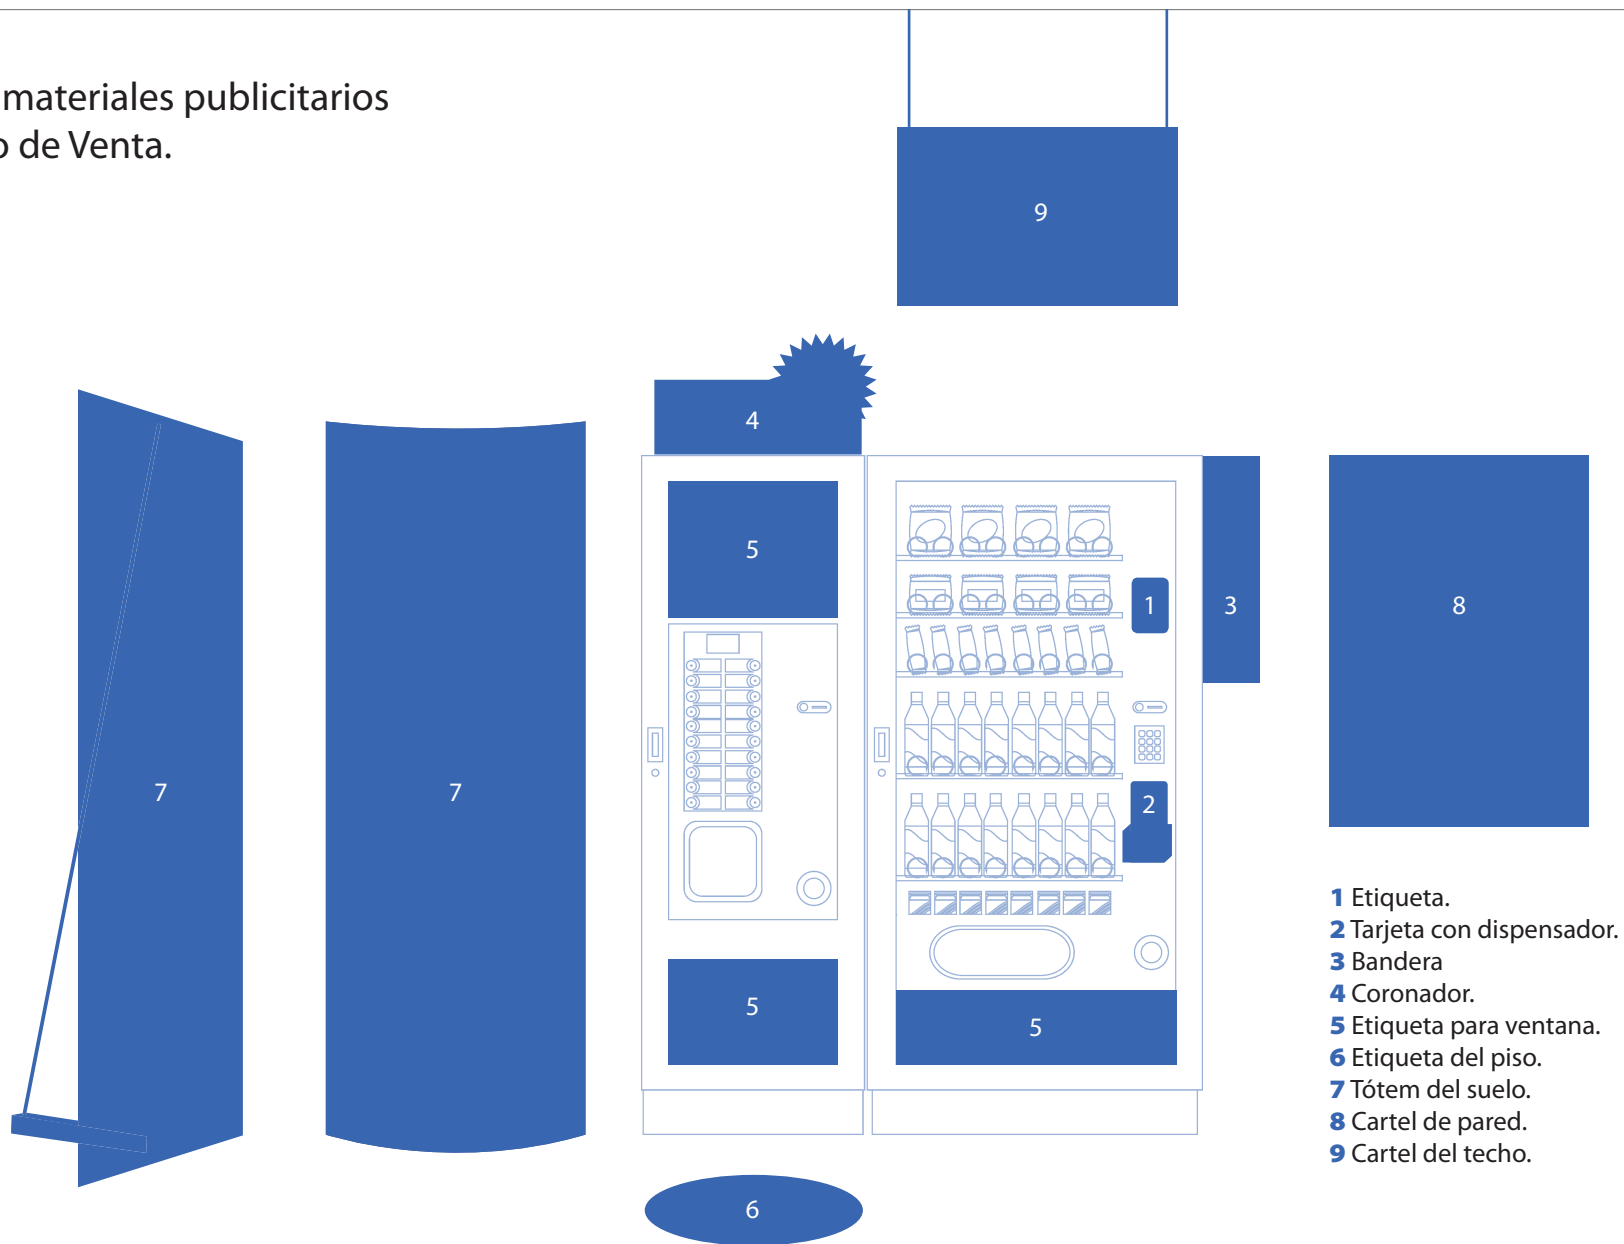 materiales publicitarios
de Venta.
9
4
5
1
3
8
7
7
2
5
5
6
1 Etiqueta.
2 Tarjeta con dispensador.
3 Bandera
4 Coronador.
5 Etiqueta para ventana.
6 Etiqueta del piso.
7 Tótem del suelo.
8 Cartel de pared.
9 Cartel del techo.